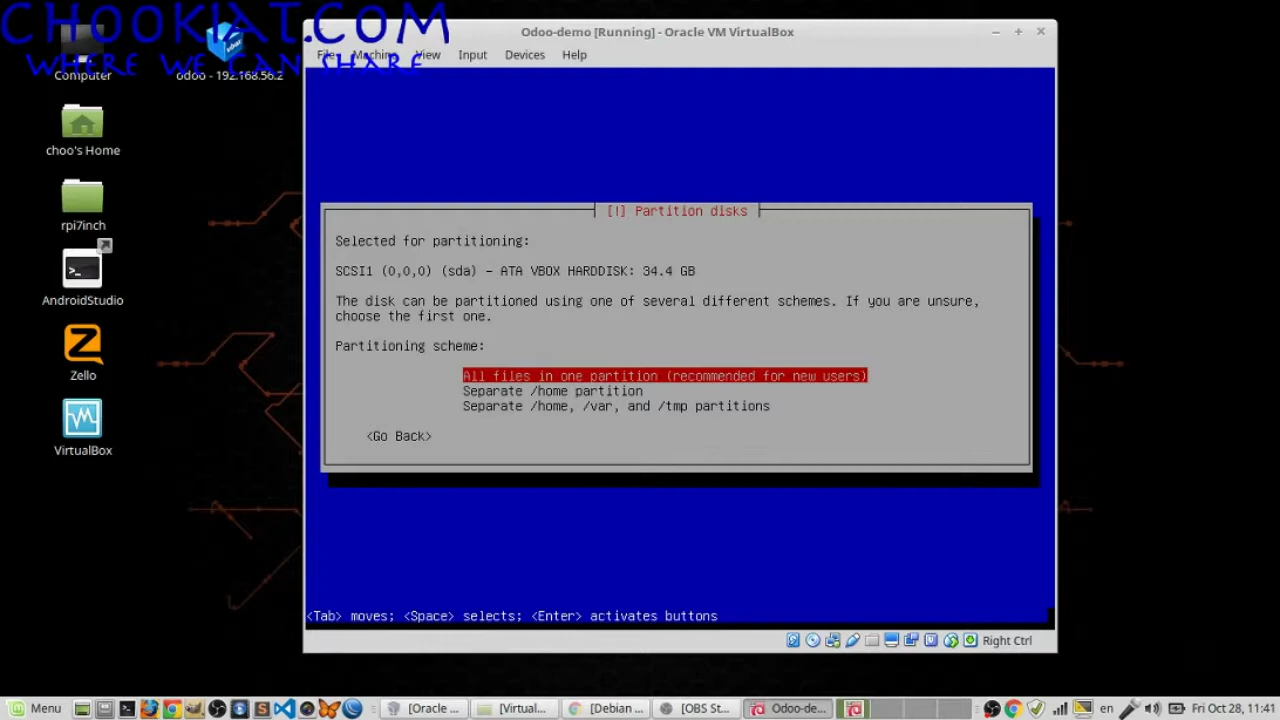 CHOOKIAT.COM
WHERE WE CAN SHARE
Computer
odoo - 192.168.56.2
choo's Home
rpi7inch
AndroidStudio
Zello
VirtualBox
Odoo-demo [Running] - Oracle VM VirtualBox
File Machine View Input Devices Help
[!] Partition disks
Selected for partitioning:
SCSI1 (0,0,0) (sda) - ATA VBOX HARDDISK: 34.4 GB
The disk can be partitioned using one of several different schemes. If you are unsure,
choose the first one.
Partitioning scheme:
All files in one partition (recommended for new users)
Separate /home partition
Separate /home, /var, and /tmp partitions
<Go Back>
<Tab> moves; <Space> selects; <Enter> activates buttons
Right Ctrl
Menu [Oracle ... [Virtual... [Debian ... [OBS St... Odoo-de... en Fri Oct 28, 11:41